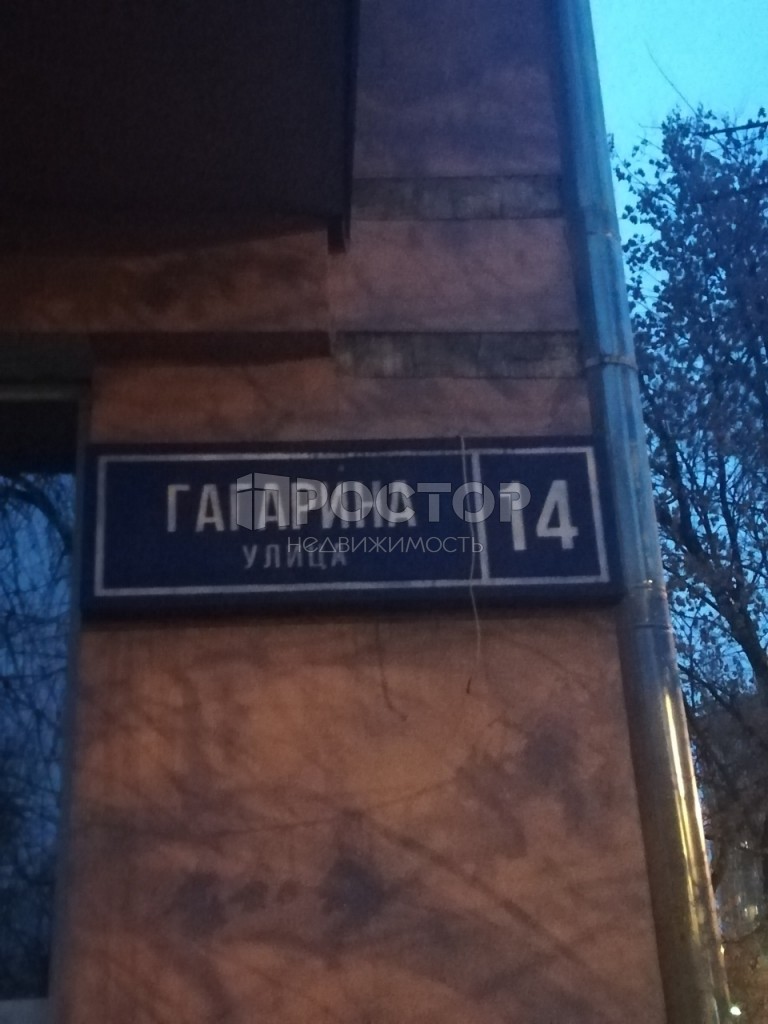 ГАГАРИНА
УЛИЦА
14
ПРОСТОР
НЕДВИЖИМОСТЬ